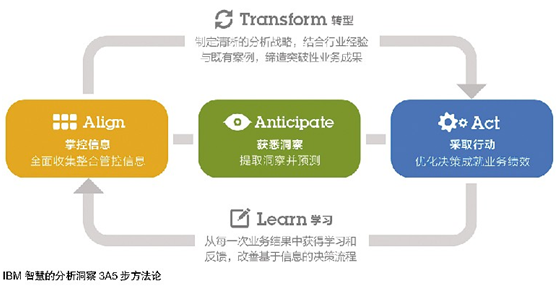 Transform 转型
制定清晰的分析战略，结合行业经验
与既有案例，缔造突破性业务成果
Align
掌控信息
全面收集整合管控信息
Anticipate
获悉洞察
提取洞察并预测
Act
采取行动
优化决策成就业务绩效
Learn 学习
从每一次业务结果中获得学习和
反馈，改善基于信息的决策流程
IBM 智慧的分析洞察 3A5 步方法论